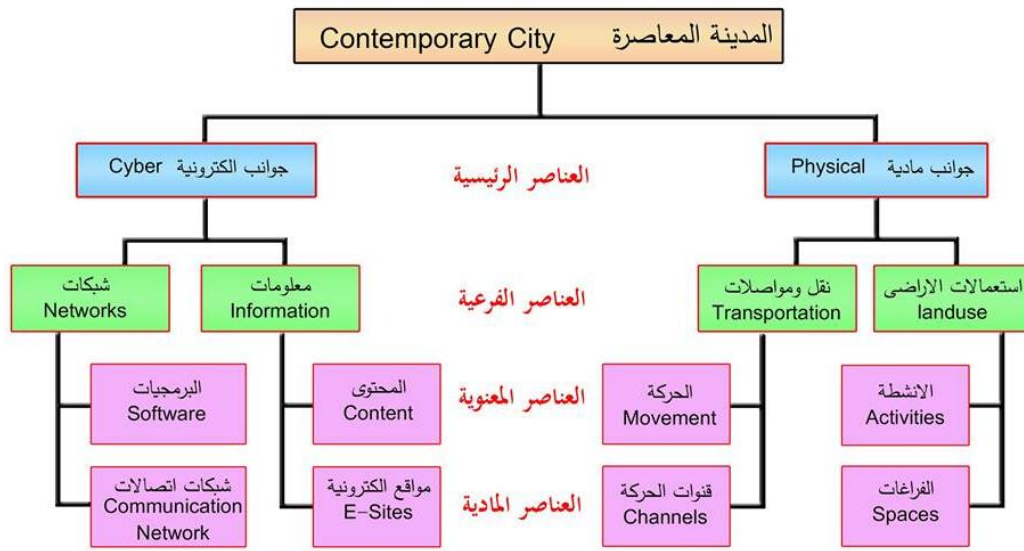 المدينة المعاصرة Contemporary City
جوانب مادية Physical
العناصر الرئيسية
جوانب الكترونية Cyber
استعمالات الاراضى
landuse
نقل ومواصلات
Transportation
العناصر الفرعية
معلومات
Information
شبكات
Networks
الانشطة
Activities
الحركة
Movement
العناصر المعنوية
المحتوى
Content
البرمجيات
Software
الفراغات
Spaces
قنوات الحركة
Channels
العناصر المادية
مواقع الكترونية
E-Sites
شبكات اتصالات
Communication
Network